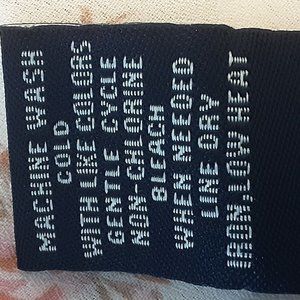 MACHINE WASH
COLD
WITH LIKE COLORS
GENTLE CYCLE
NON-CHLORINE
BLEACH
WHEN NEEDED
LINE DRY
IRON,LOW HEAT